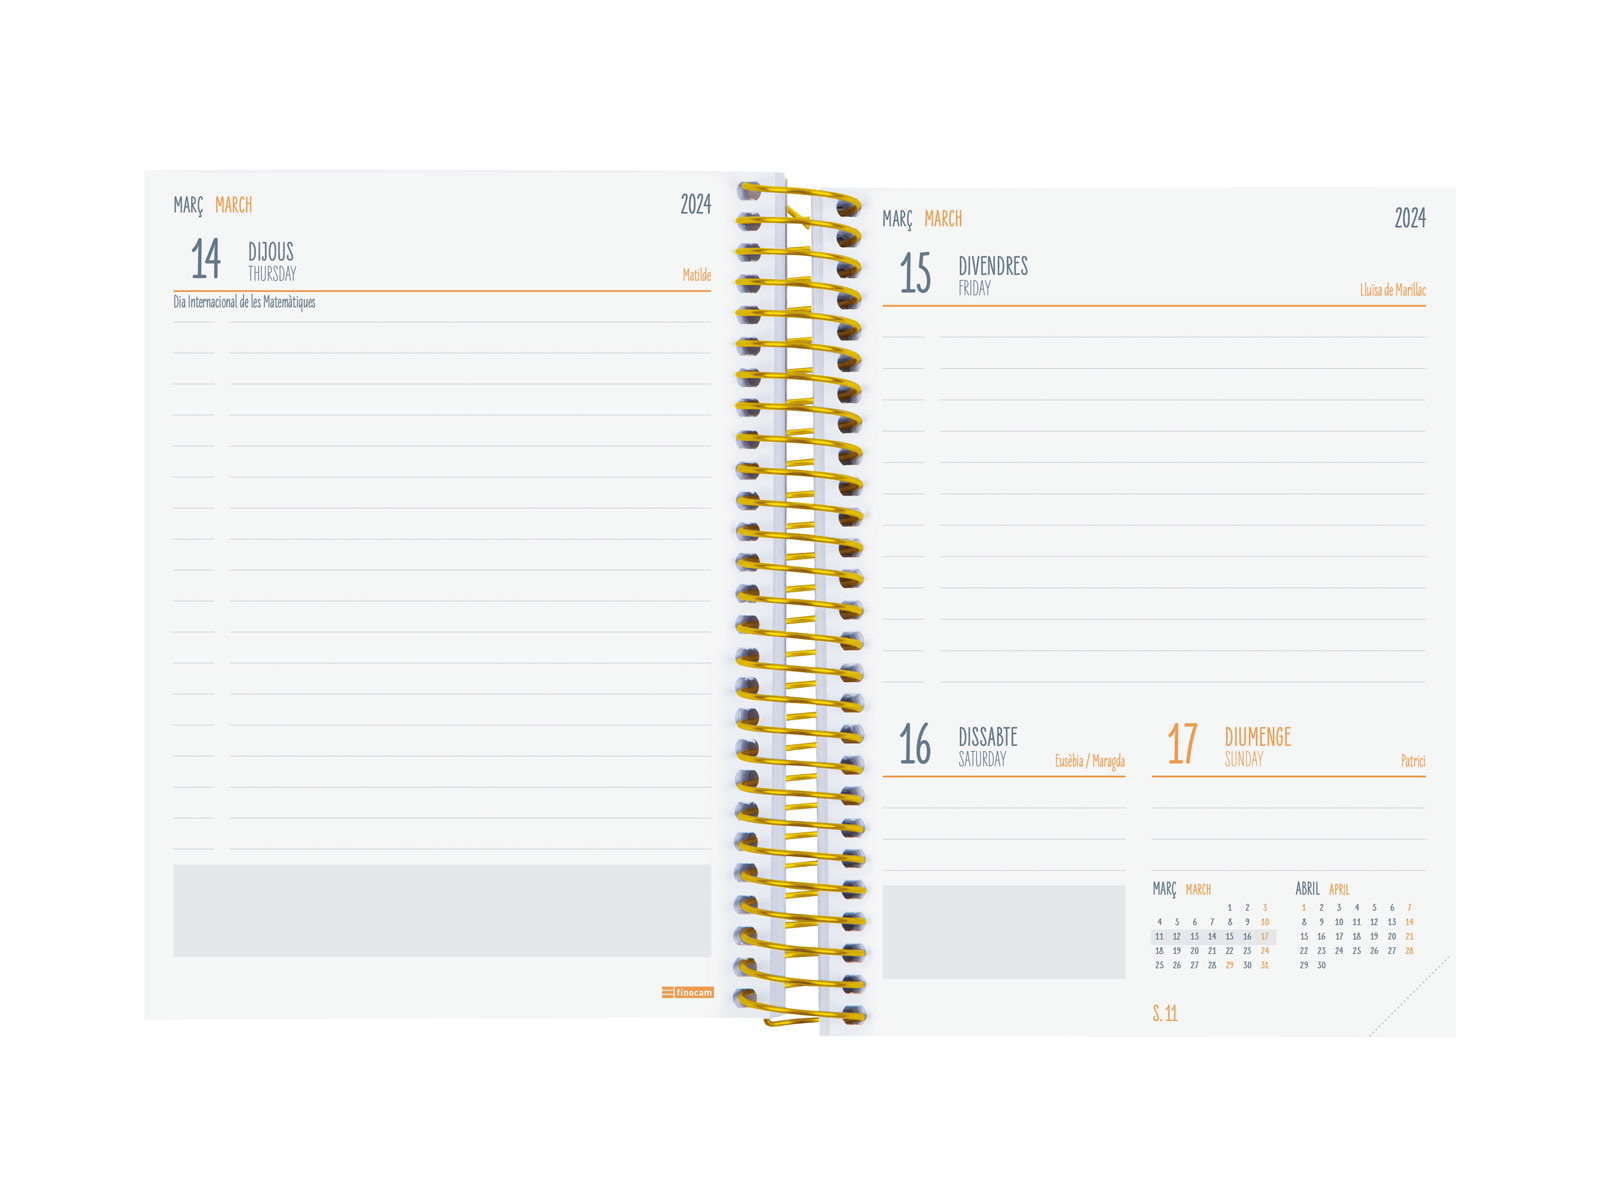 MARÇ MARCH 2024
14 DIJOUS
THURSDAY Matilde
Dia Internacional de les Matemàtiques
finocam
MARÇ MARCH 2024
15 DIVENDRES
FRIDAY Lluïsa de Marillac
16 DISSABTE
SATURDAY Eusèbia / Maragda
17 DIUMENGE
SUNDAY Patrici
MARÇ MARCH
1 2 3
4 5 6 7 8 9 10
11 12 13 14 15 16 17
18 19 20 21 22 23 24
25 26 27 28 29 30 31
ABRIL APRIL
1 2 3 4 5 6 7
8 9 10 11 12 13 14
15 16 17 18 19 20 21
22 23 24 25 26 27 28
29 30
S. 11